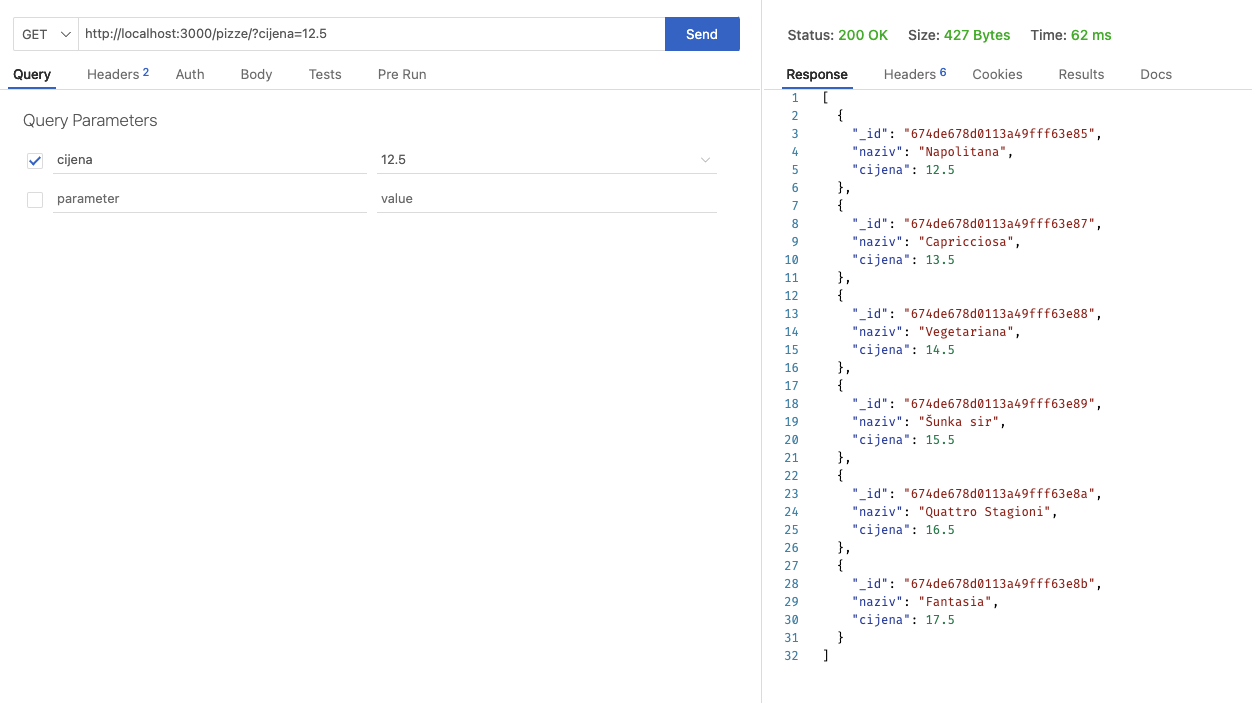 GET http://localhost:3000/pizze/?cijena=12.5 Send
Query Headers 2 Auth Body Tests Pre Run
Query Parameters
cijena 12.5
parameter value
Status: 200 OK Size: 427 Bytes Time: 62 ms
Response Headers 6 Cookies Results Docs
1 [
2 {
3 "_id": "674de678d0113a49fff63e85",
4 "naziv": "Napolitana",
5 "cijena": 12.5
6 },
7 {
8 "_id": "674de678d0113a49fff63e87",
9 "naziv": "Capricciosa",
10 "cijena": 13.5
11 },
12 {
13 "_id": "674de678d0113a49fff63e88",
14 "naziv": "Vegetariana",
15 "cijena": 14.5
16 },
17 {
18 "_id": "674de678d0113a49fff63e89",
19 "naziv": "Šunka sir",
20 "cijena": 15.5
21 },
22 {
23 "_id": "674de678d0113a49fff63e8a",
24 "naziv": "Quattro Stagioni",
25 "cijena": 16.5
26 },
27 {
28 "_id": "674de678d0113a49fff63e8b",
29 "naziv": "Fantasia",
30 "cijena": 17.5
31 }
32 ]